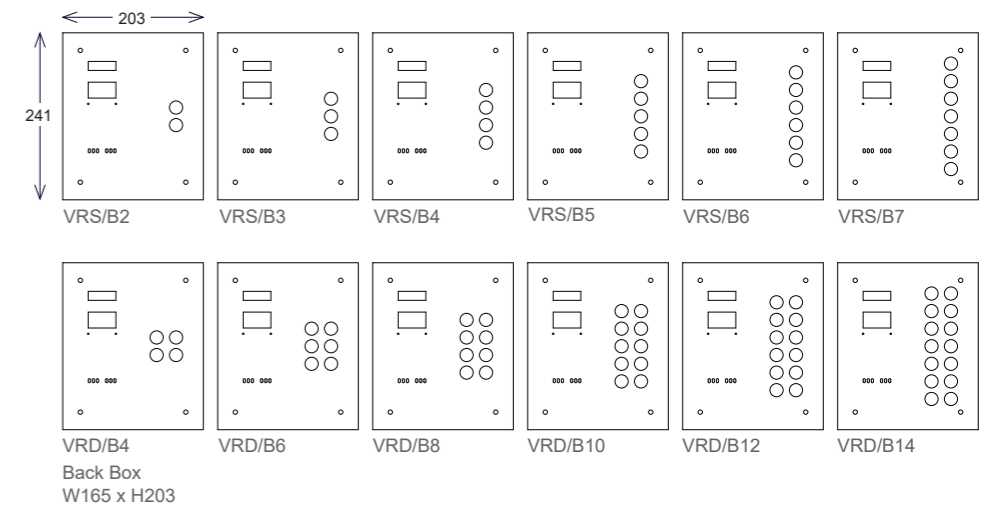 203
241
VRS/B2
VRS/B3
VRS/B4
VRS/B5
VRS/B6
VRS/B7
VRD/B4
VRD/B6
VRD/B8
VRD/B10
VRD/B12
VRD/B14
Back Box
W165 x H203